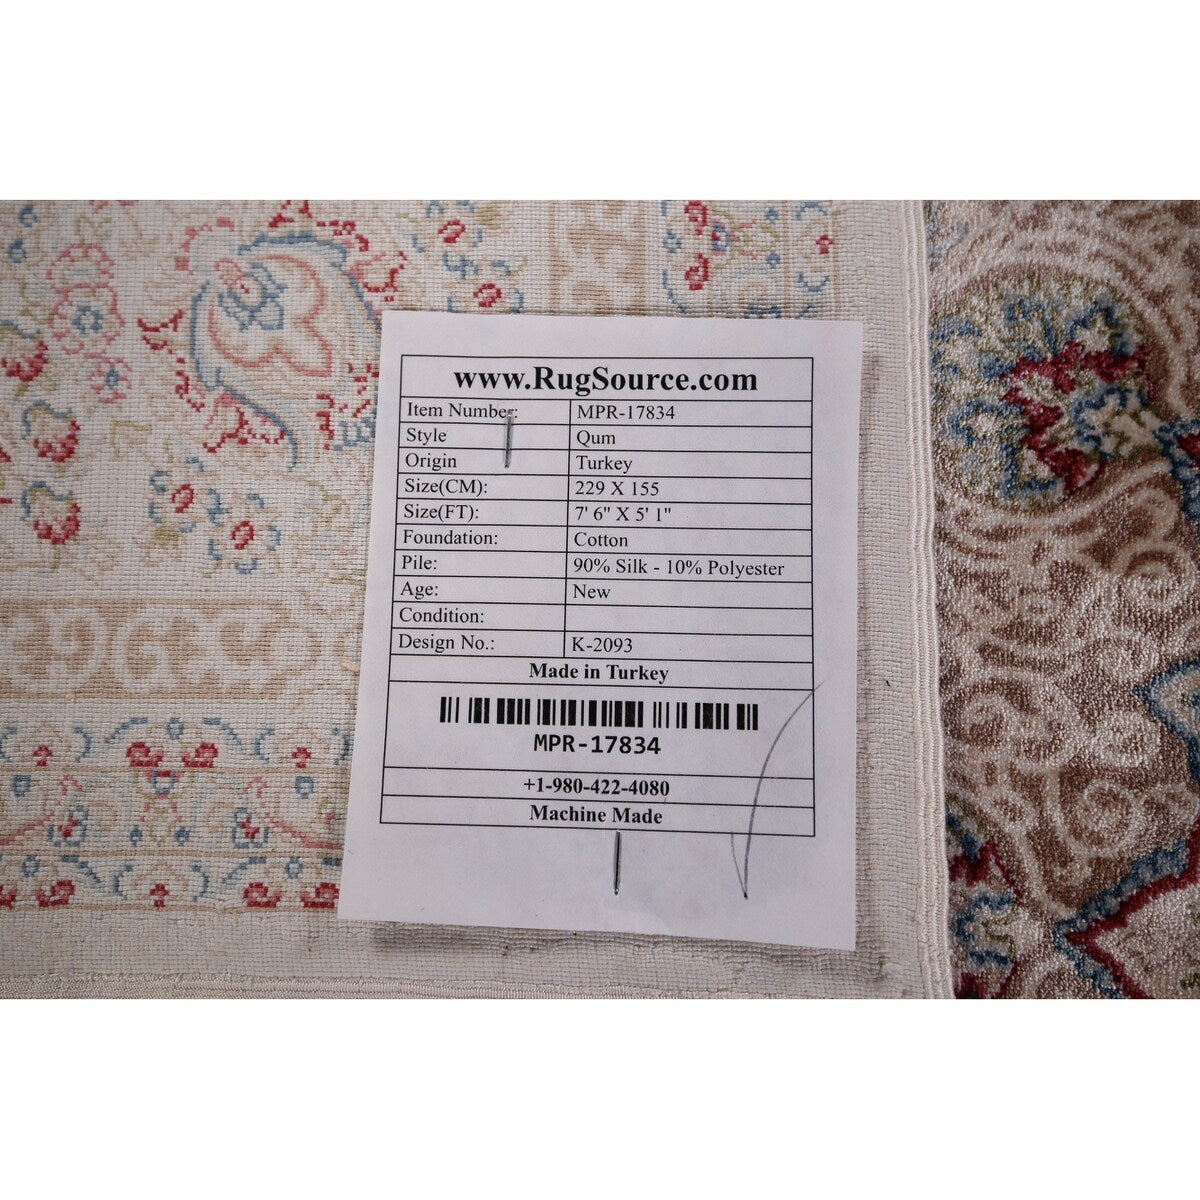 www.RugSource.com
Item Number: MPR-17834
Style Qum
Origin Turkey
Size(CM): 229 X 155
Size(FT): 7' 6" X 5' 1"
Foundation: Cotton
Pile: 90% Silk - 10% Polyester
Age: New
Condition:
Design No.: K-2093
Made in Turkey
MPR-17834
+1-980-422-4080
Machine Made